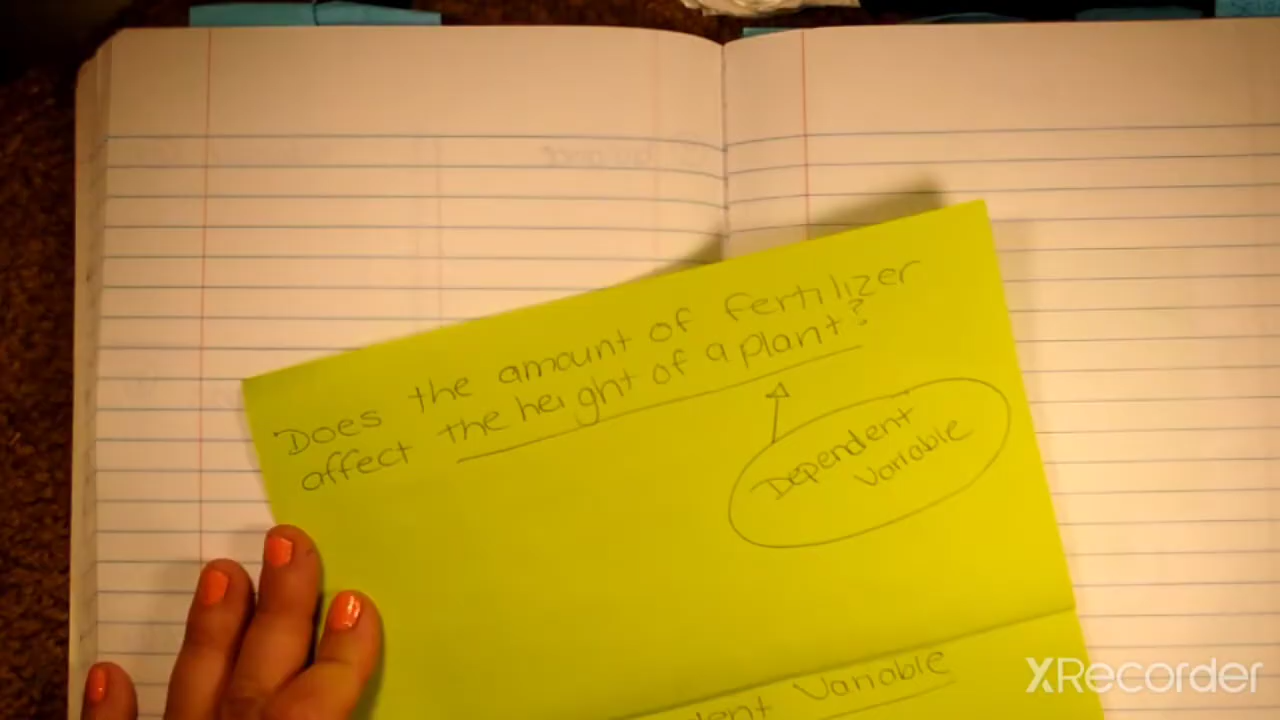 Does the amount of fertilizer
affect the height of a plant?
Dependent
Variable
Variable
XRecorder